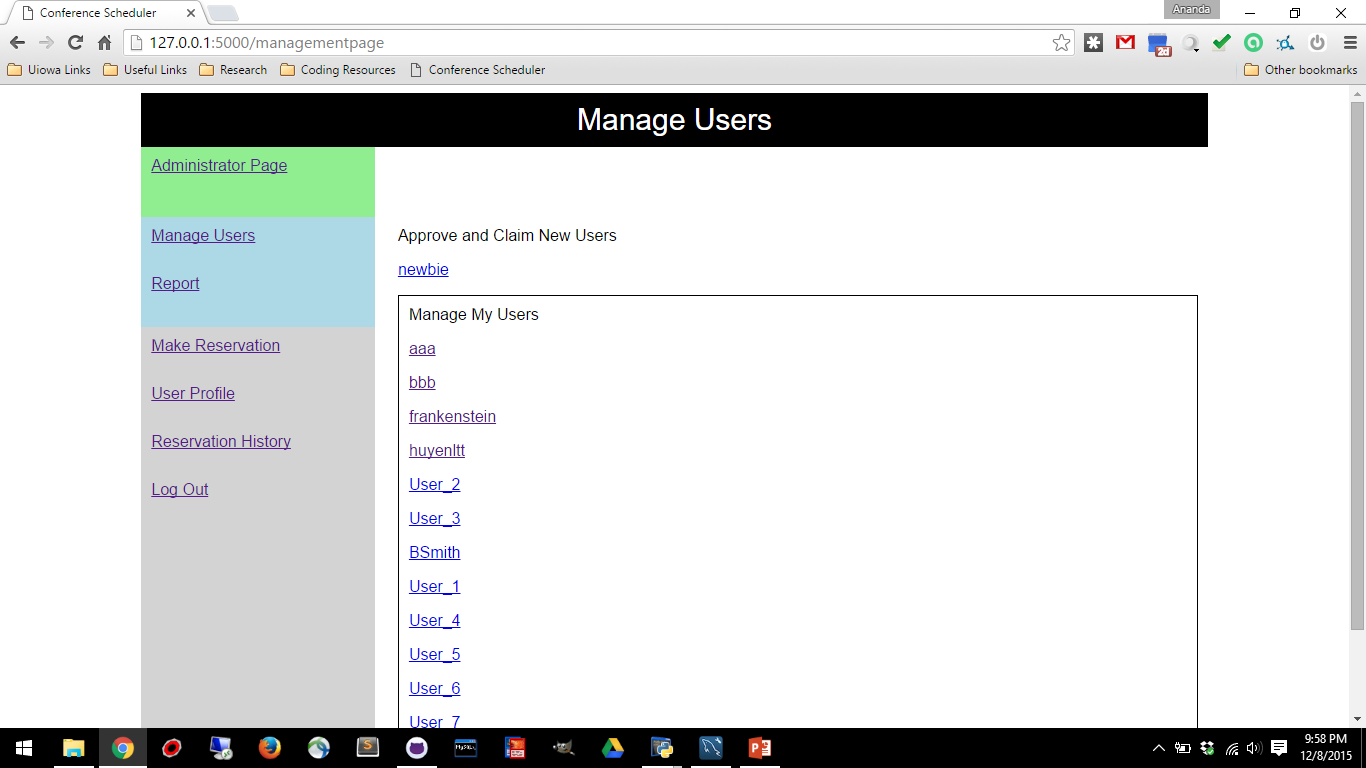 Conference Scheduler
Ananda
127.0.0.1:5000/managementpage
23
Uiowa Links
Useful Links
Research
Coding Resources
Conference Scheduler
Other bookmarks
Manage Users
Administrator Page
Manage Users
Report
Make Reservation
User Profile
Reservation History
Log Out
Approve and Claim New Users
newbie
Manage My Users
aaa
bbb
frankenstein
huyenltt
User_2
User_3
BSmith
User_1
User_4
User_5
User_6
User_7
9:58 PM
12/8/2015